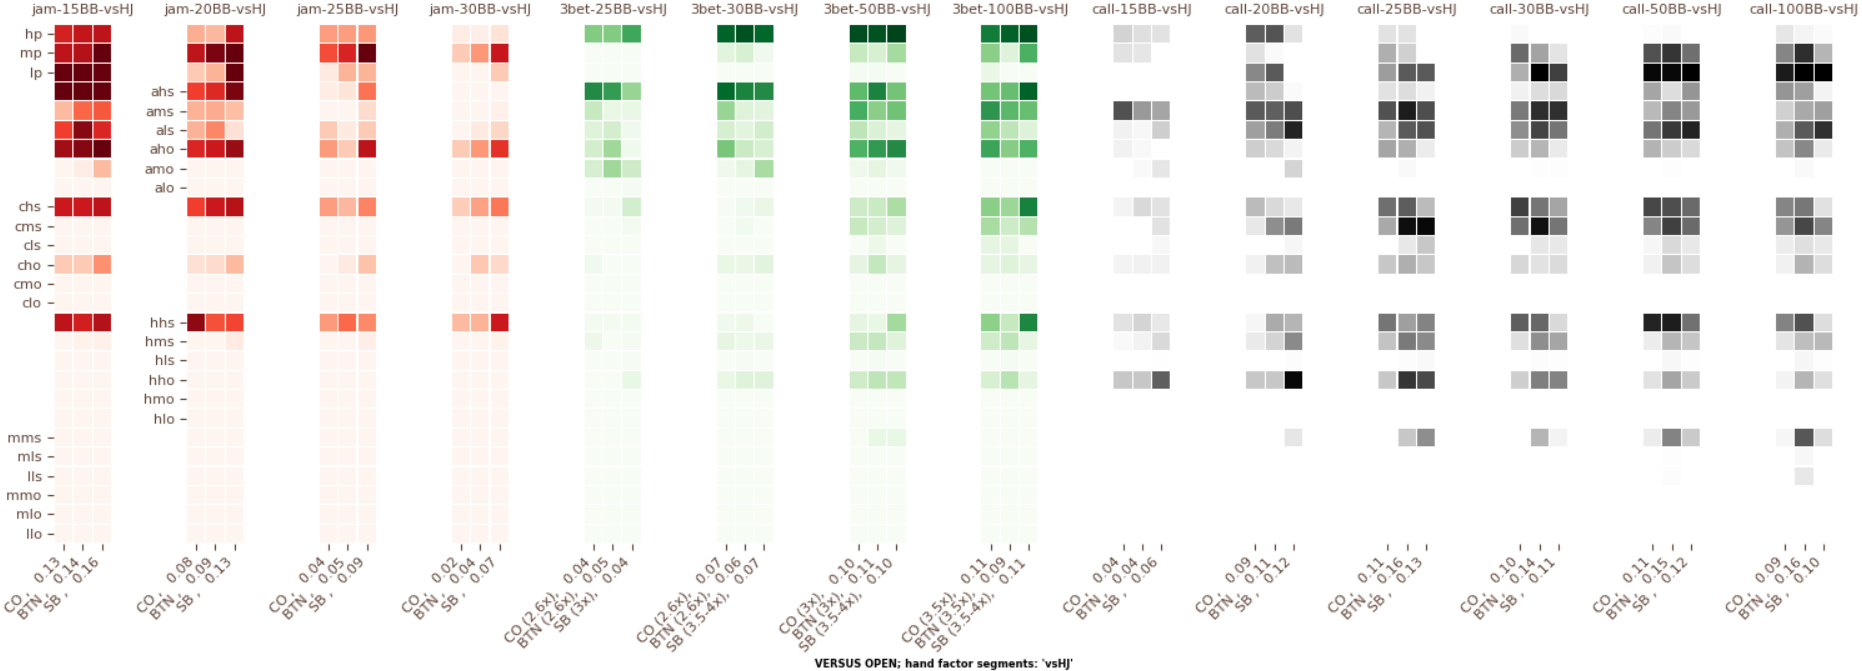 jam-15BB-vsHJ jam-20BB-vsHJ jam-25BB-vsHJ jam-30BB-vsHJ 3bet-25BB-vsHJ 3bet-30BB-vsHJ 3bet-50BB-vsHJ 3bet-100BB-vsHJ call-15BB-vsHJ call-20BB-vsHJ call-25BB-vsHJ call-30BB-vsHJ call-50BB-vsHJ call-100BB-vsHJ
hp
mp
lp
ahs
ams
als
aho
amo
alo
chs
cms
cls
cho
cmo
clo
hhs
hms
hls
hho
hmo
hlo
mms
mls
lls
mmo
mlo
llo
CO , 0.13
BTN , 0.14
SB , 0.16
CO , 0.08
BTN , 0.09
SB , 0.13
CO , 0.04
BTN , 0.05
SB , 0.09
CO , 0.02
BTN , 0.04
SB , 0.07
CO (2.6x), 0.04
BTN (2.6x), 0.05
SB (3x), 0.04
CO (2.6x), 0.07
BTN (2.6x), 0.06
SB (3.5-4x), 0.07
CO (3x), 0.10
BTN (3x), 0.11
SB (3.5-4x), 0.10
CO (3.5x), 0.11
BTN (3.5x), 0.09
SB (3.5-4x), 0.11
CO , 0.04
BTN , 0.04
SB , 0.06
CO , 0.09
BTN , 0.11
SB , 0.12
CO , 0.11
BTN , 0.16
SB , 0.13
CO , 0.10
BTN , 0.14
SB , 0.11
CO , 0.11
BTN , 0.15
SB , 0.12
CO , 0.09
BTN , 0.16
SB , 0.10
VERSUS OPEN; hand factor segments: 'vsHJ'